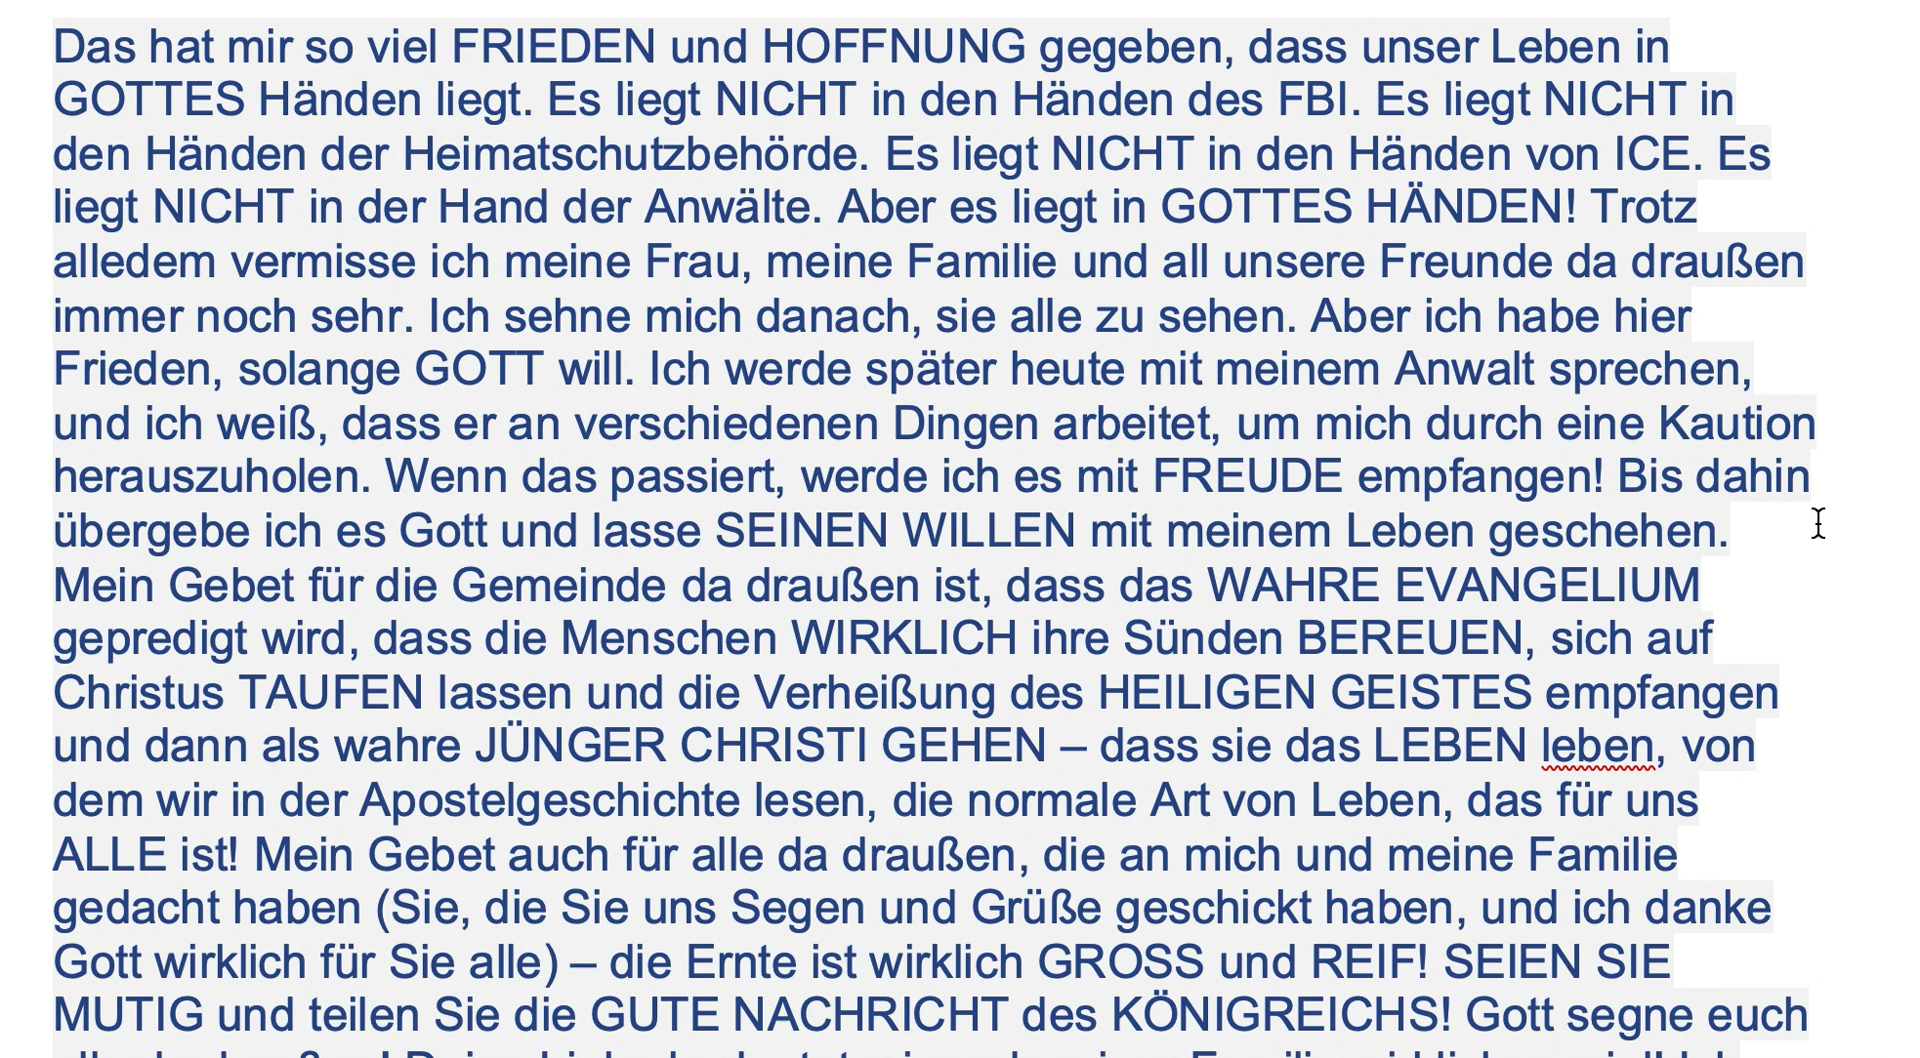 Das hat mir so viel FRIEDEN und HOFFNUNG gegeben, dass unser Leben in
GOTTES Händen liegt. Es liegt NICHT in den Händen des FBI. Es liegt NICHT in
den Händen der Heimatschutzbehörde. Es liegt NICHT in den Händen von ICE. Es
liegt NICHT in der Hand der Anwälte. Aber es liegt in GOTTES HÄNDEN! Trotz
alledem vermisse ich meine Frau, meine Familie und all unsere Freunde da draußen
immer noch sehr. Ich sehne mich danach, sie alle zu sehen. Aber ich habe hier
Frieden, solange GOTT will. Ich werde später heute mit meinem Anwalt sprechen,
und ich weiß, dass er an verschiedenen Dingen arbeitet, um mich durch eine Kaution
herauszuholen. Wenn das passiert, werde ich es mit FREUDE empfangen! Bis dahin
übergebe ich es Gott und lasse SEINEN WILLEN mit meinem Leben geschehen.
Mein Gebet für die Gemeinde da draußen ist, dass das WAHRE EVANGELIUM
gepredigt wird, dass die Menschen WIRKLICH ihre Sünden BEREUEN, sich auf
Christus TAUFEN lassen und die Verheißung des HEILIGEN GEISTES empfangen
und dann als wahre JÜNGER CHRISTI GEHEN – dass sie das LEBEN leben, von
dem wir in der Apostelgeschichte lesen, die normale Art von Leben, das für uns
ALLE ist! Mein Gebet auch für alle da draußen, die an mich und meine Familie
gedacht haben (Sie, die Sie uns Segen und Grüße geschickt haben, und ich danke
Gott wirklich für Sie alle) – die Ernte ist wirklich GROSS und REIF! SEIEN SIE
MUTIG und teilen Sie die GUTE NACHRICHT des KÖNIGREICHS! Gott segne euch